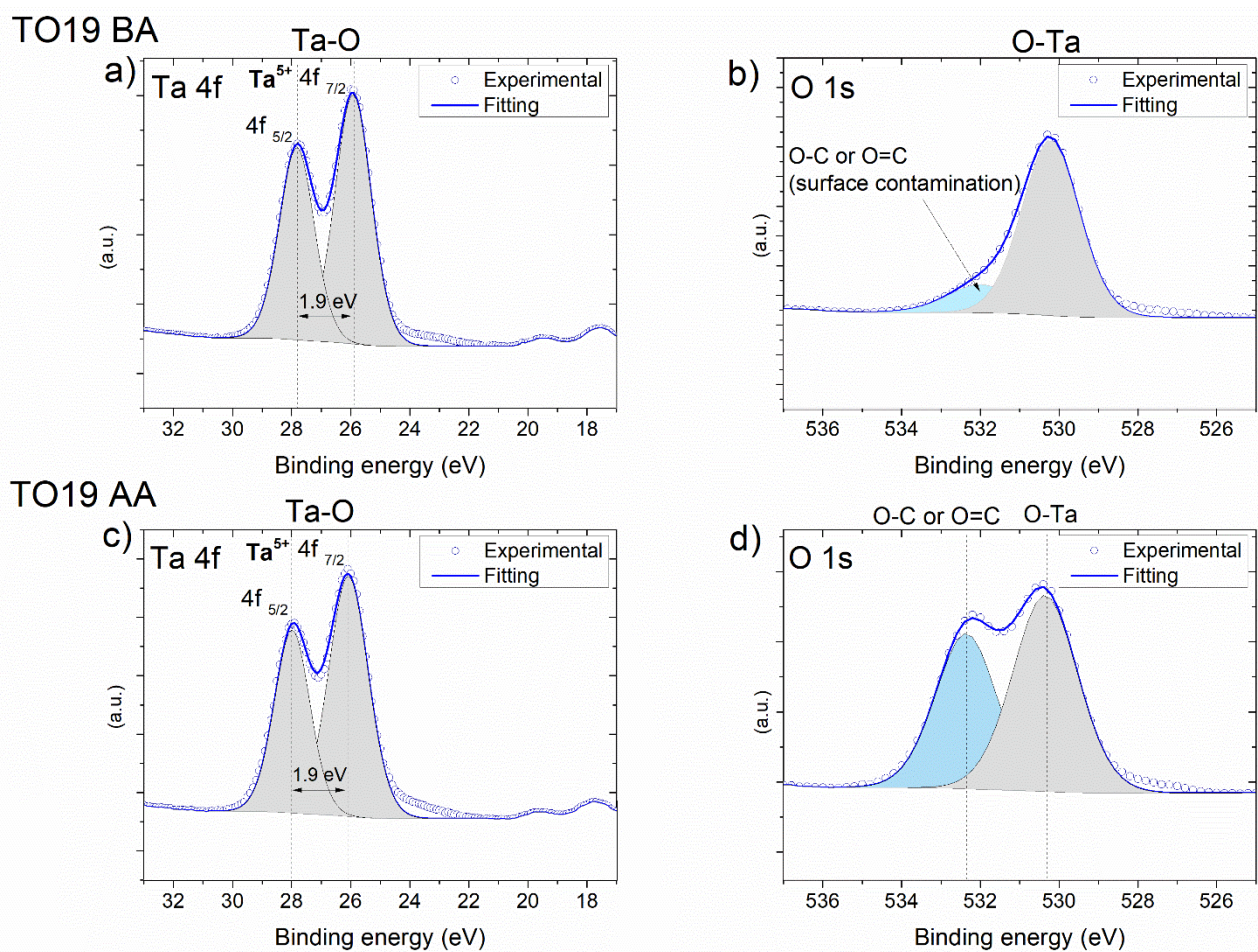 TO19 BA
Ta-O
a)
Ta 4f
Ta5+ 4f 7/2
4f 5/2
Experimental
Fitting
1.9 eV
(a.u.)
32 30 28 26 24 22 20 18
Binding energy (eV)
O-Ta
b)
O 1s
Experimental
Fitting
O-C or O=C
(surface contamination)
(a.u.)
536 534 532 530 528 526
Binding energy (eV)
TO19 AA
Ta-O
c)
Ta 4f
Ta5+ 4f 7/2
4f 5/2
Experimental
Fitting
1.9 eV
(a.u.)
32 30 28 26 24 22 20 18
Binding energy (eV)
O-C or O=C O-Ta
d)
O 1s
Experimental
Fitting
(a.u.)
536 534 532 530 528 526
Binding energy (eV)